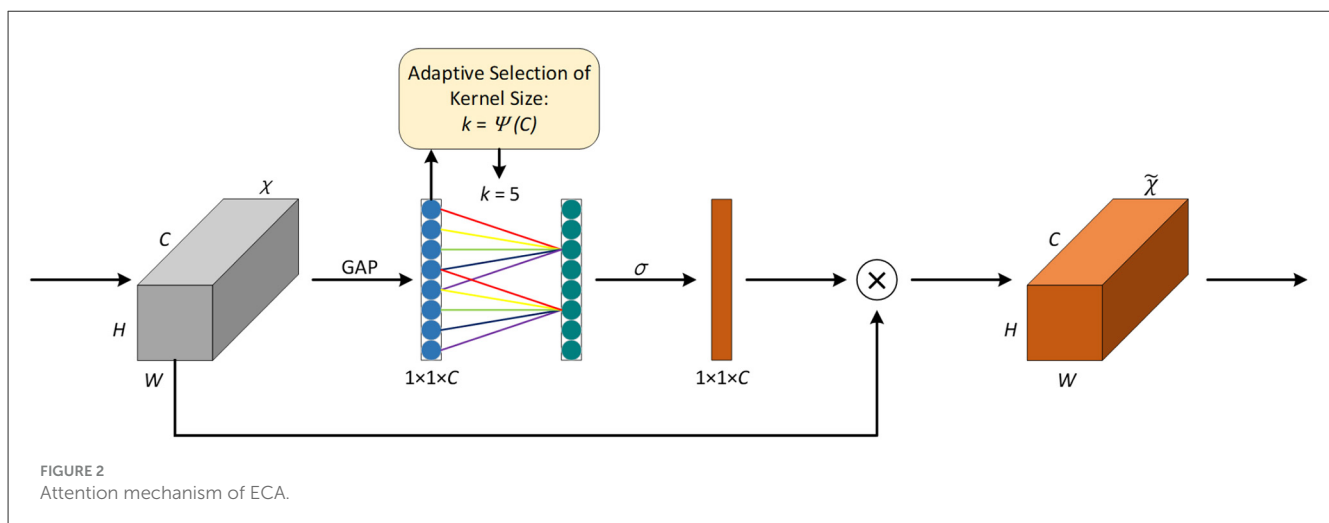 Adaptive Selection of
Kernel Size:
k = Ψ(C)
k = 5
χ
C
H
W
GAP
1×1×C
σ
1×1×C
χ̃
C
H
W
FIGURE 2
Attention mechanism of ECA.